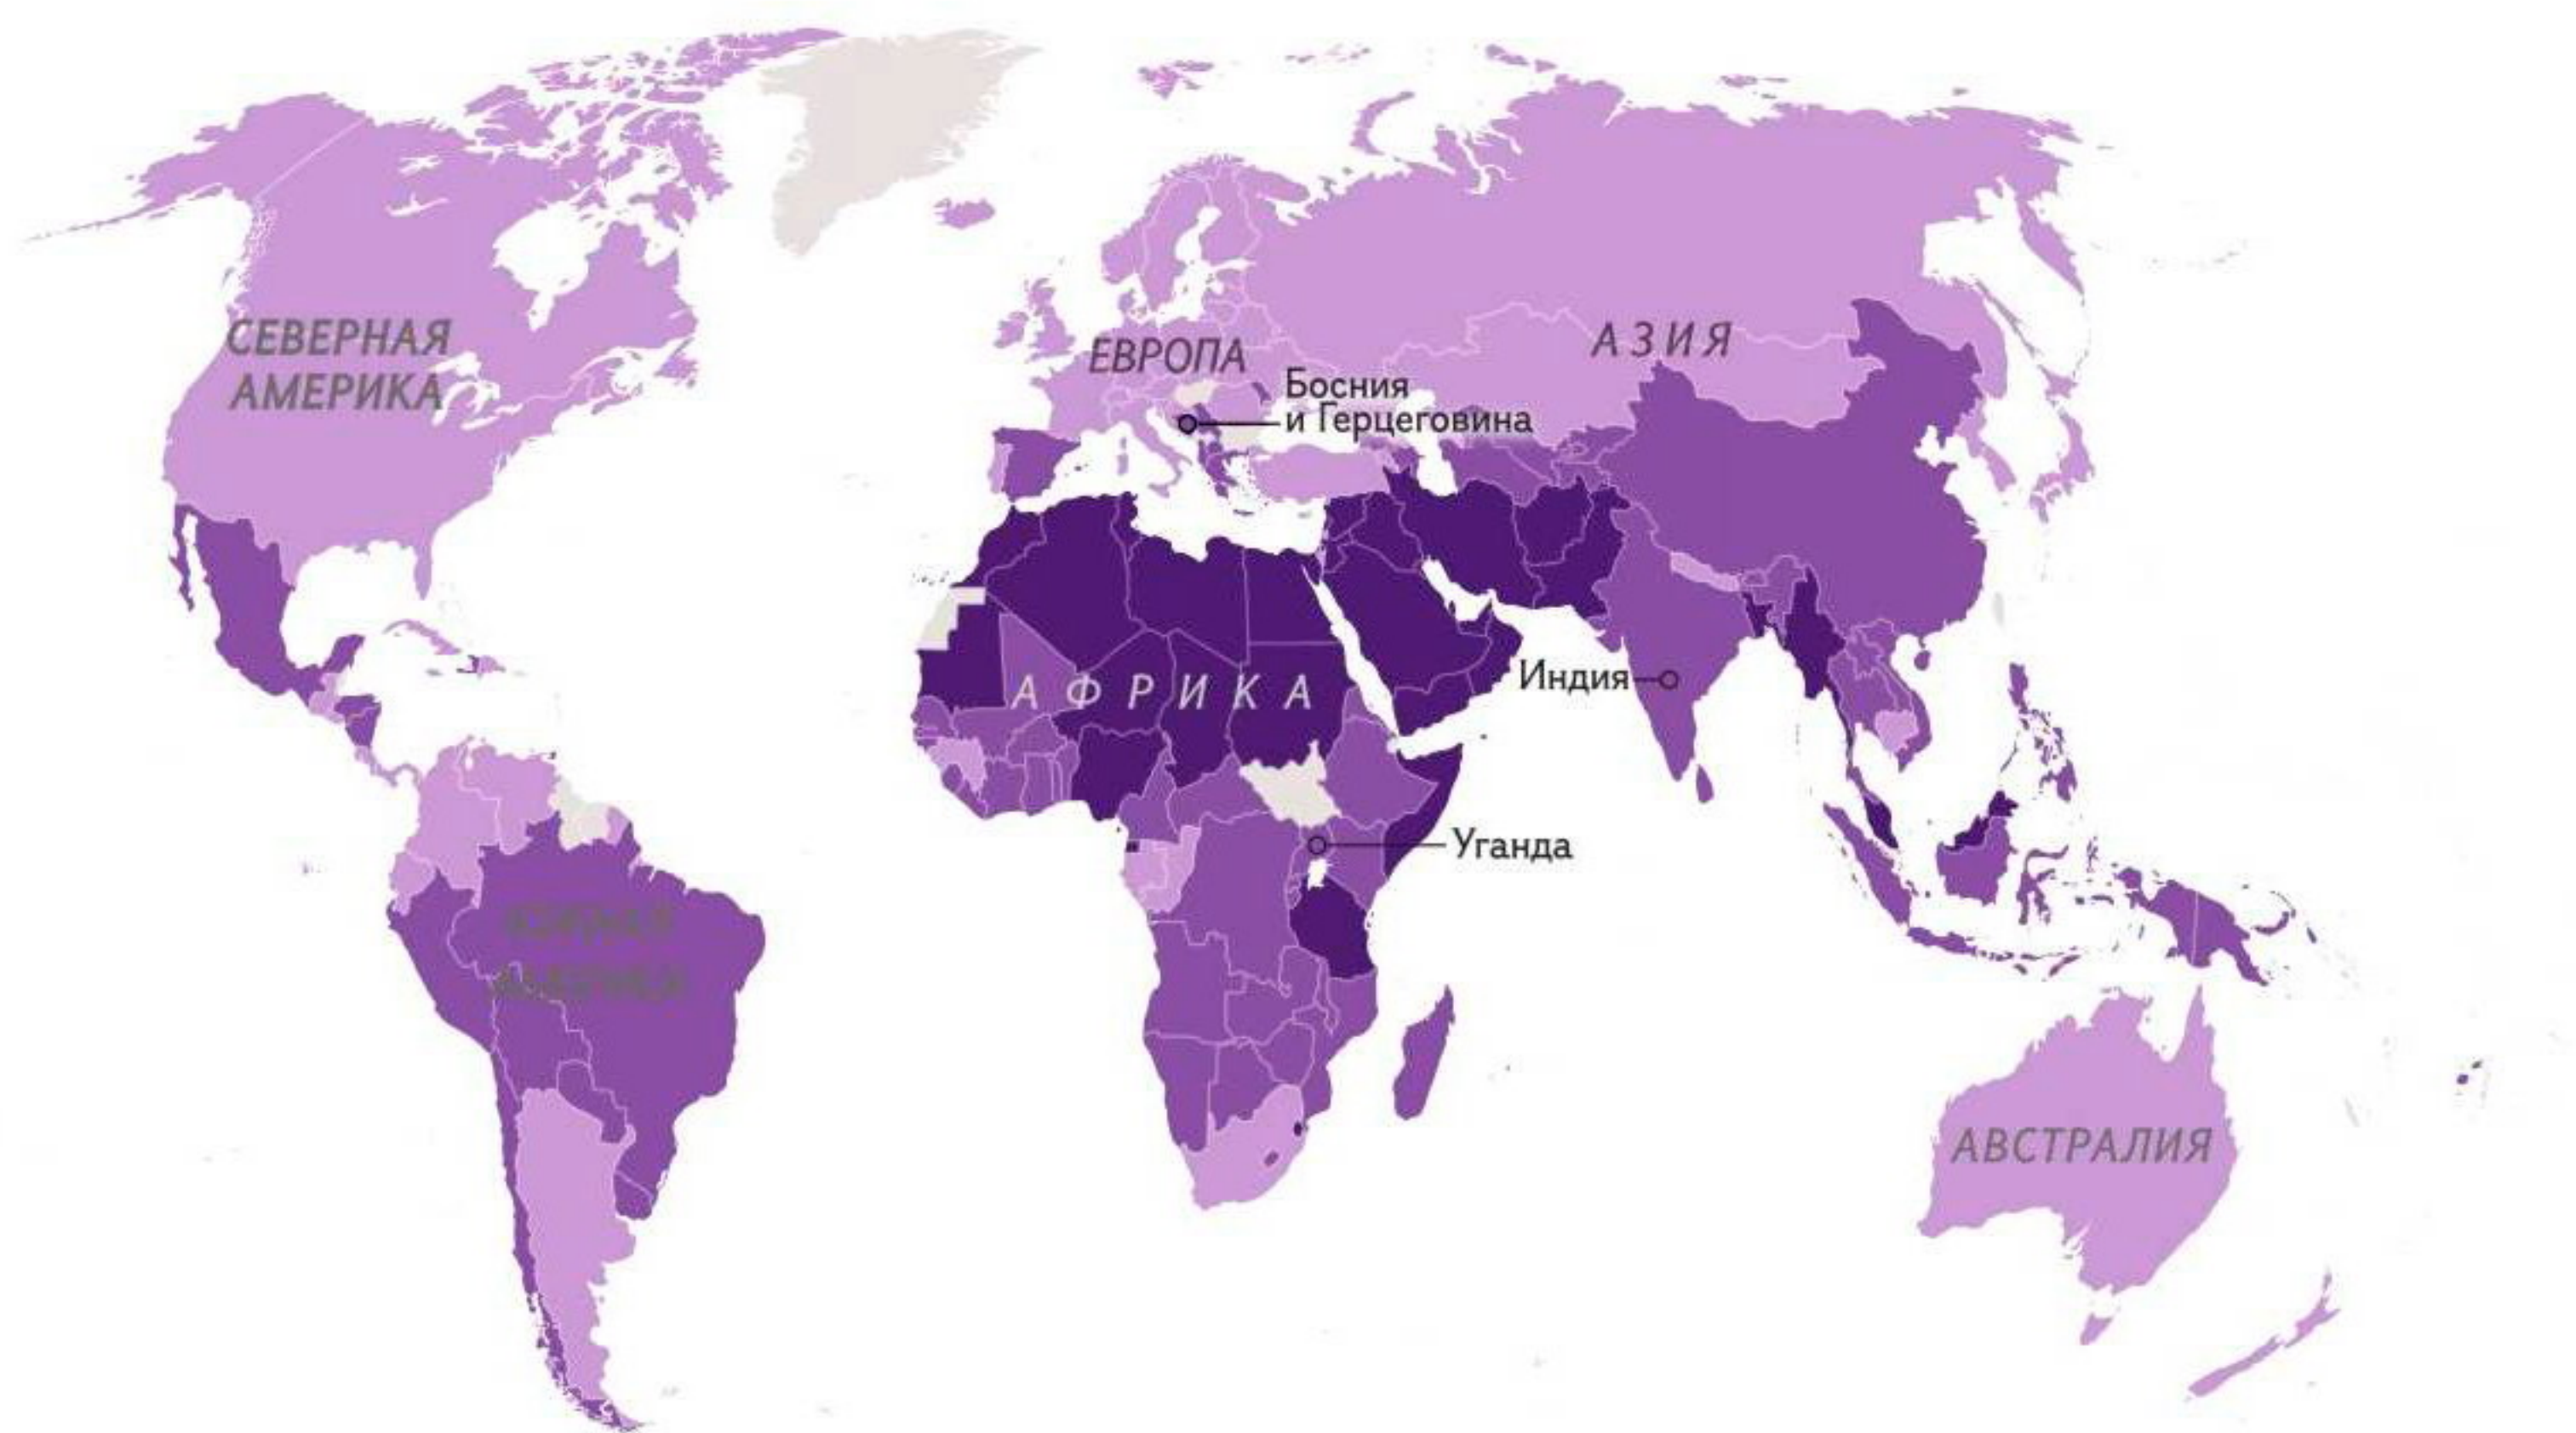 СЕВЕРНАЯ
АМЕРИКА
ЕВРОПА
АЗИЯ
Босния
и Герцеговина
АФРИКА
Индия
Уганда
АВСТРАЛИЯ